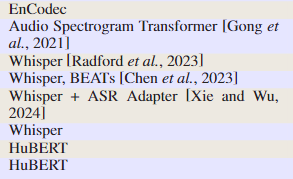 EnCodec
Audio Spectrogram Transformer [Gong et
al., 2021]
Whisper [Radford et al., 2023]
Whisper, BEATs [Chen et al., 2023]
Whisper + ASR Adapter [Xie and Wu,
2024]
Whisper
HuBERT
HuBERT